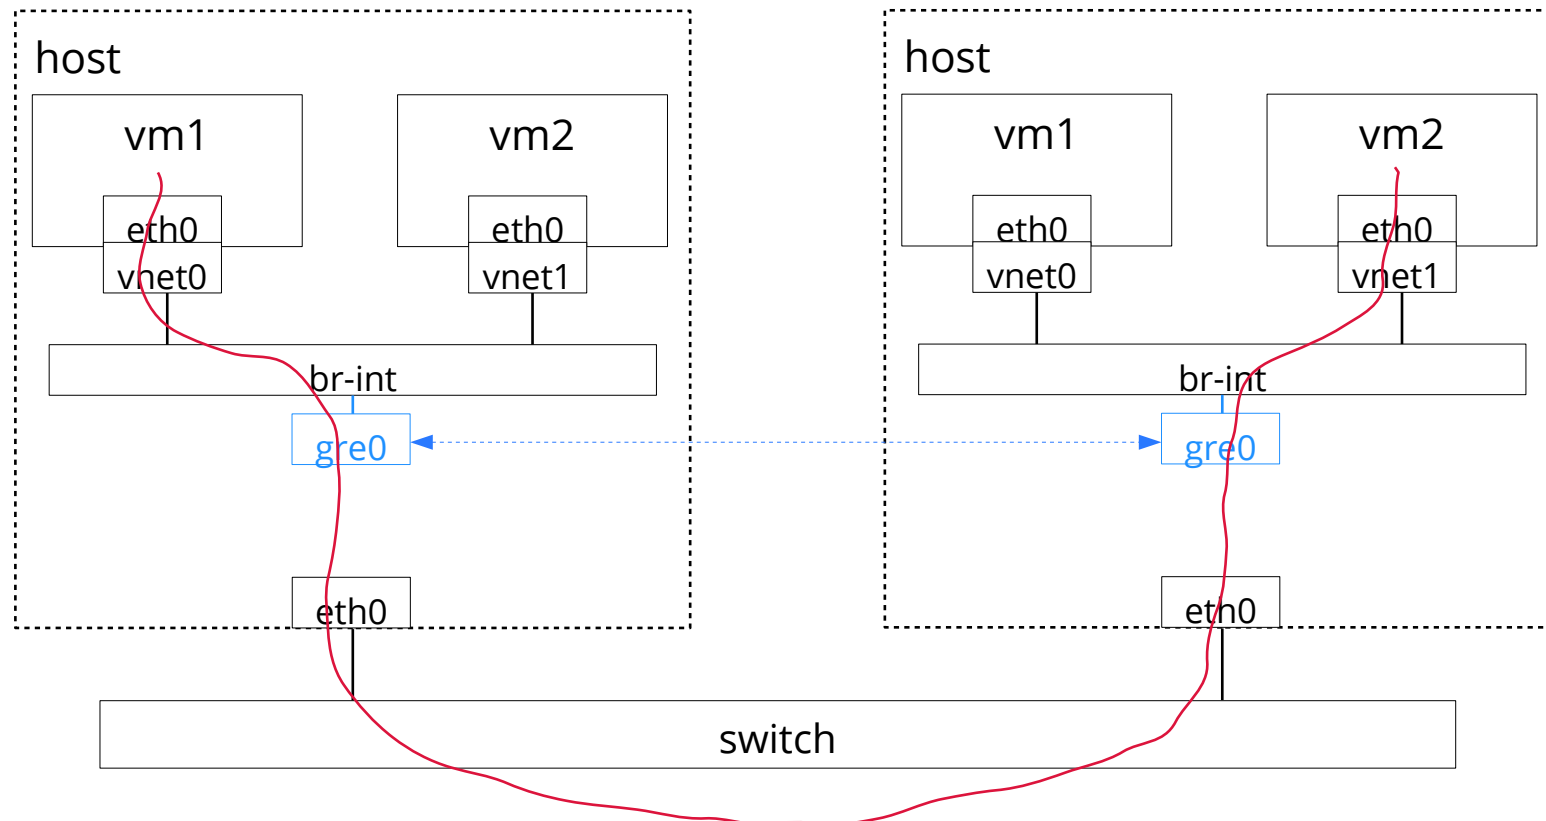 host
vm1
vm2
eth0
eth0
vnet0
vnet1
br-int
gre0
eth0
host
vm1
vm2
eth0
eth0
vnet0
vnet1
br-int
gre0
eth0
switch